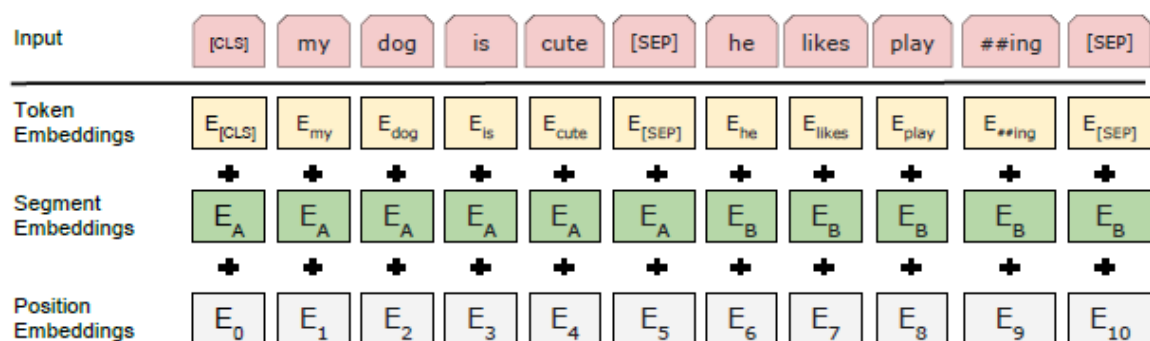 Input [CLS] my dog is cute [SEP] he likes play ##ing [SEP]
Token
Embeddings E[CLS] Emy Edog Eis Ecute E[SEP] Ehe Elikes Eplay E##ing E[SEP]
+ + + + + + + + + + +
Segment
Embeddings EA EA EA EA EA EA EB EB EB EB EB
+ + + + + + + + + + +
Position
Embeddings E0 E1 E2 E3 E4 E5 E6 E7 E8 E9 E10